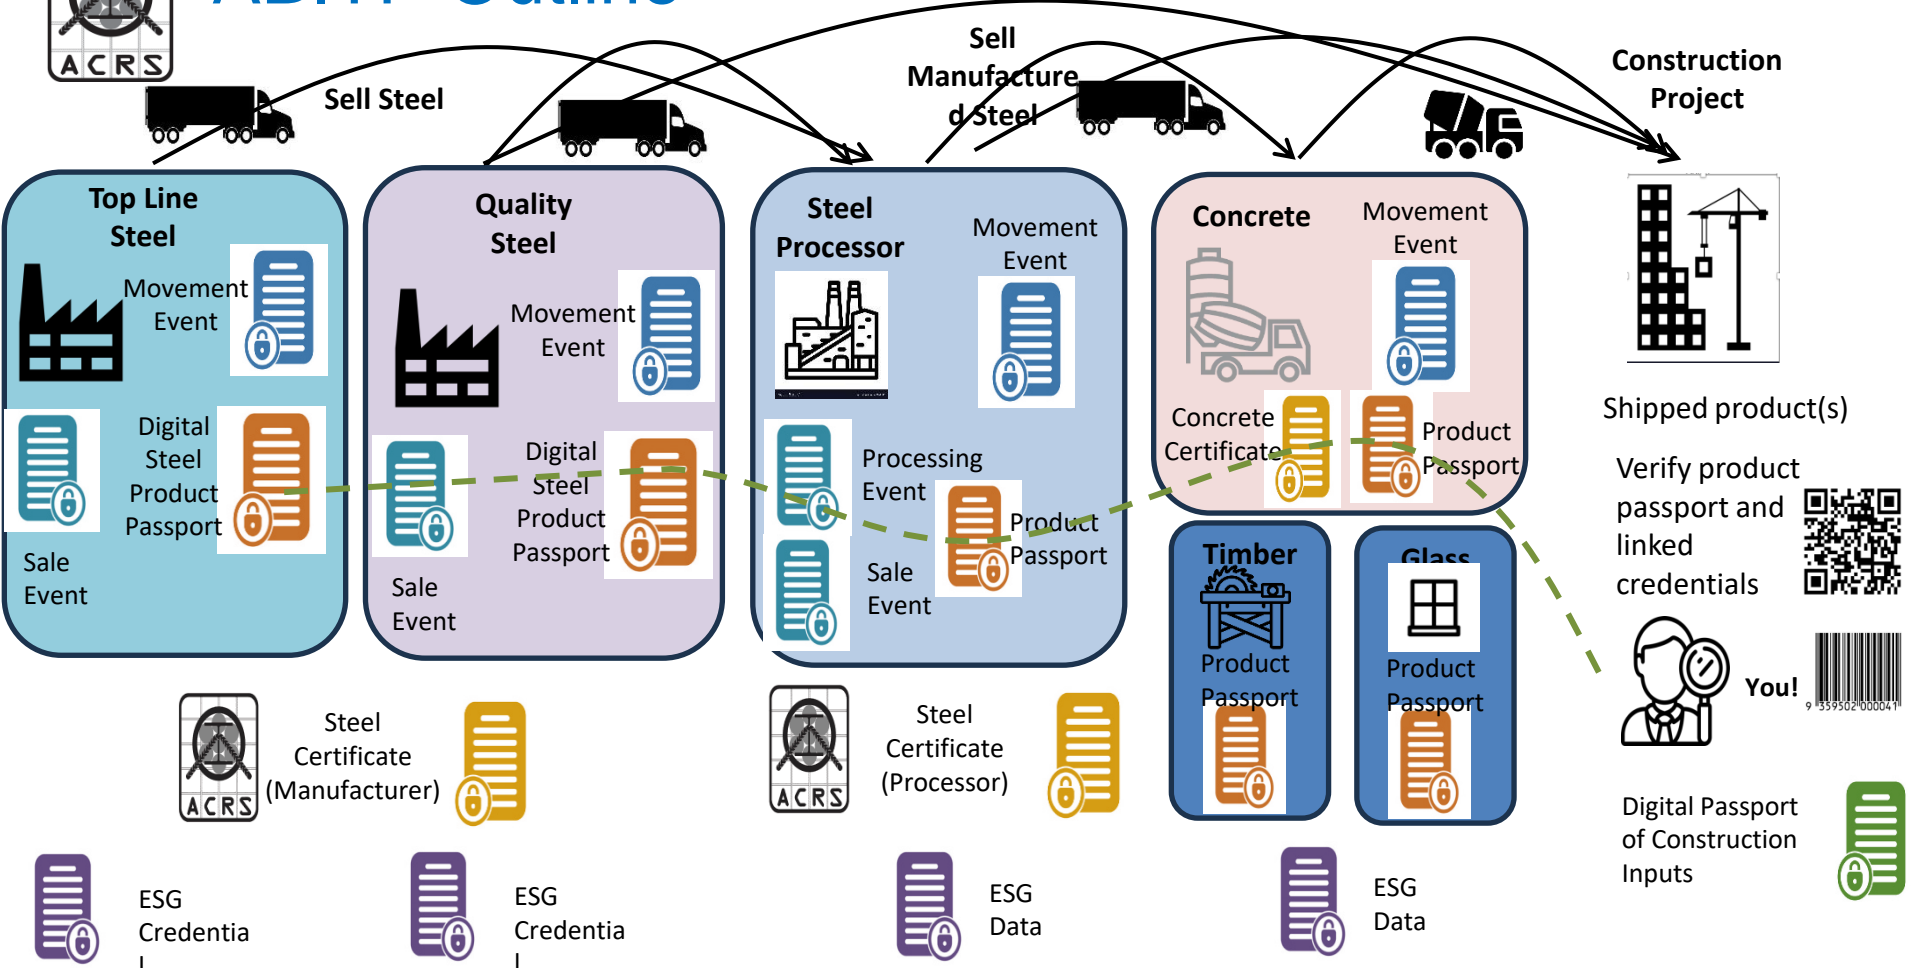 Outline
ACRS
Sell Steel
Sell
Manufacture
d Steel
Construction
Project
Top Line
Steel
Movement
Event
Digital
Steel
Product
Passport
Sale
Event
Quality
Steel
Movement
Event
Digital
Steel
Product
Passport
Sale
Event
Steel
Processor
Movement
Event
Processing
Event
Product
Passport
Sale
Event
Concrete
Movement
Event
Concrete
Certificate
Product
Passport
Timber
Product
Passport
Glass
Product
Passport
Shipped product(s)
Verify product
passport and
linked
credentials
You!
9 359502 000041
Digital Passport
of Construction
Inputs
ACRS
Steel
Certificate
(Manufacturer)
ACRS
Steel
Certificate
(Processor)
ESG
Credentia
l
ESG
Credentia
l
ESG
Data
ESG
Data